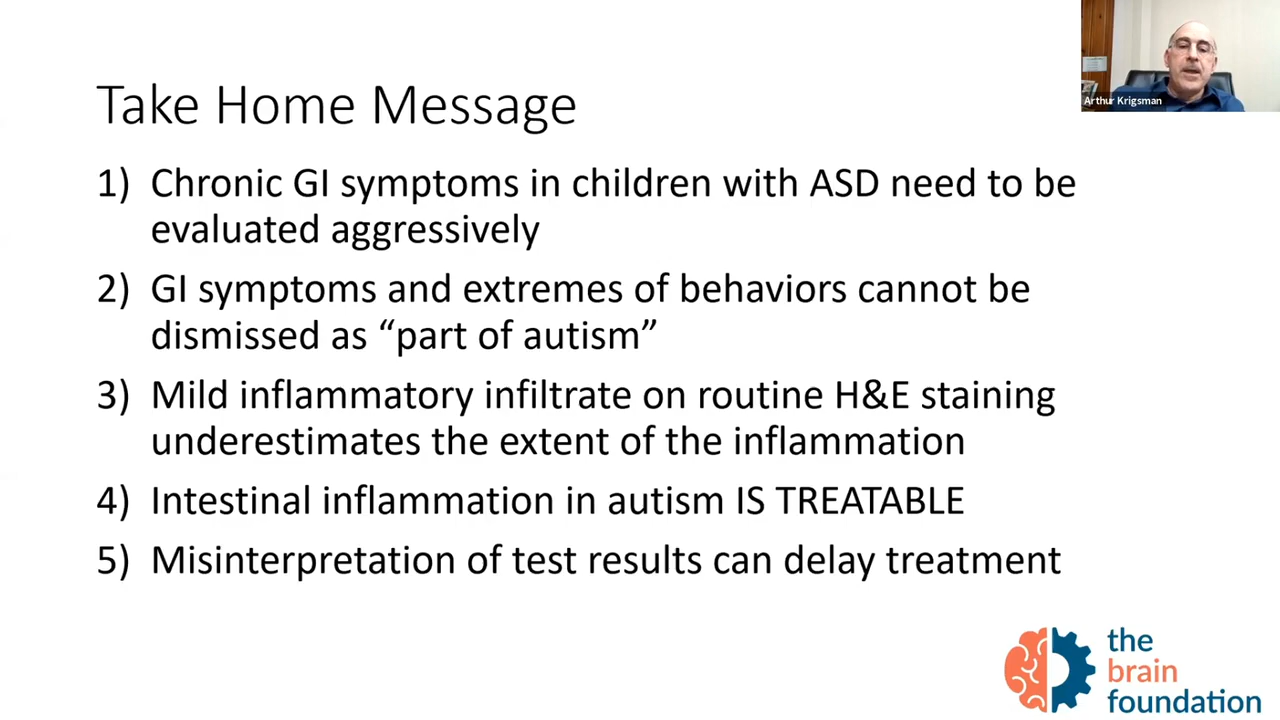 Arthur Krigsman
Take Home Message
1) Chronic GI symptoms in children with ASD need to be
evaluated aggressively
2) GI symptoms and extremes of behaviors cannot be
dismissed as “part of autism”
3) Mild inflammatory infiltrate on routine H&E staining
underestimates the extent of the inflammation
4) Intestinal inflammation in autism IS TREATABLE
5) Misinterpretation of test results can delay treatment
the
brain
foundation